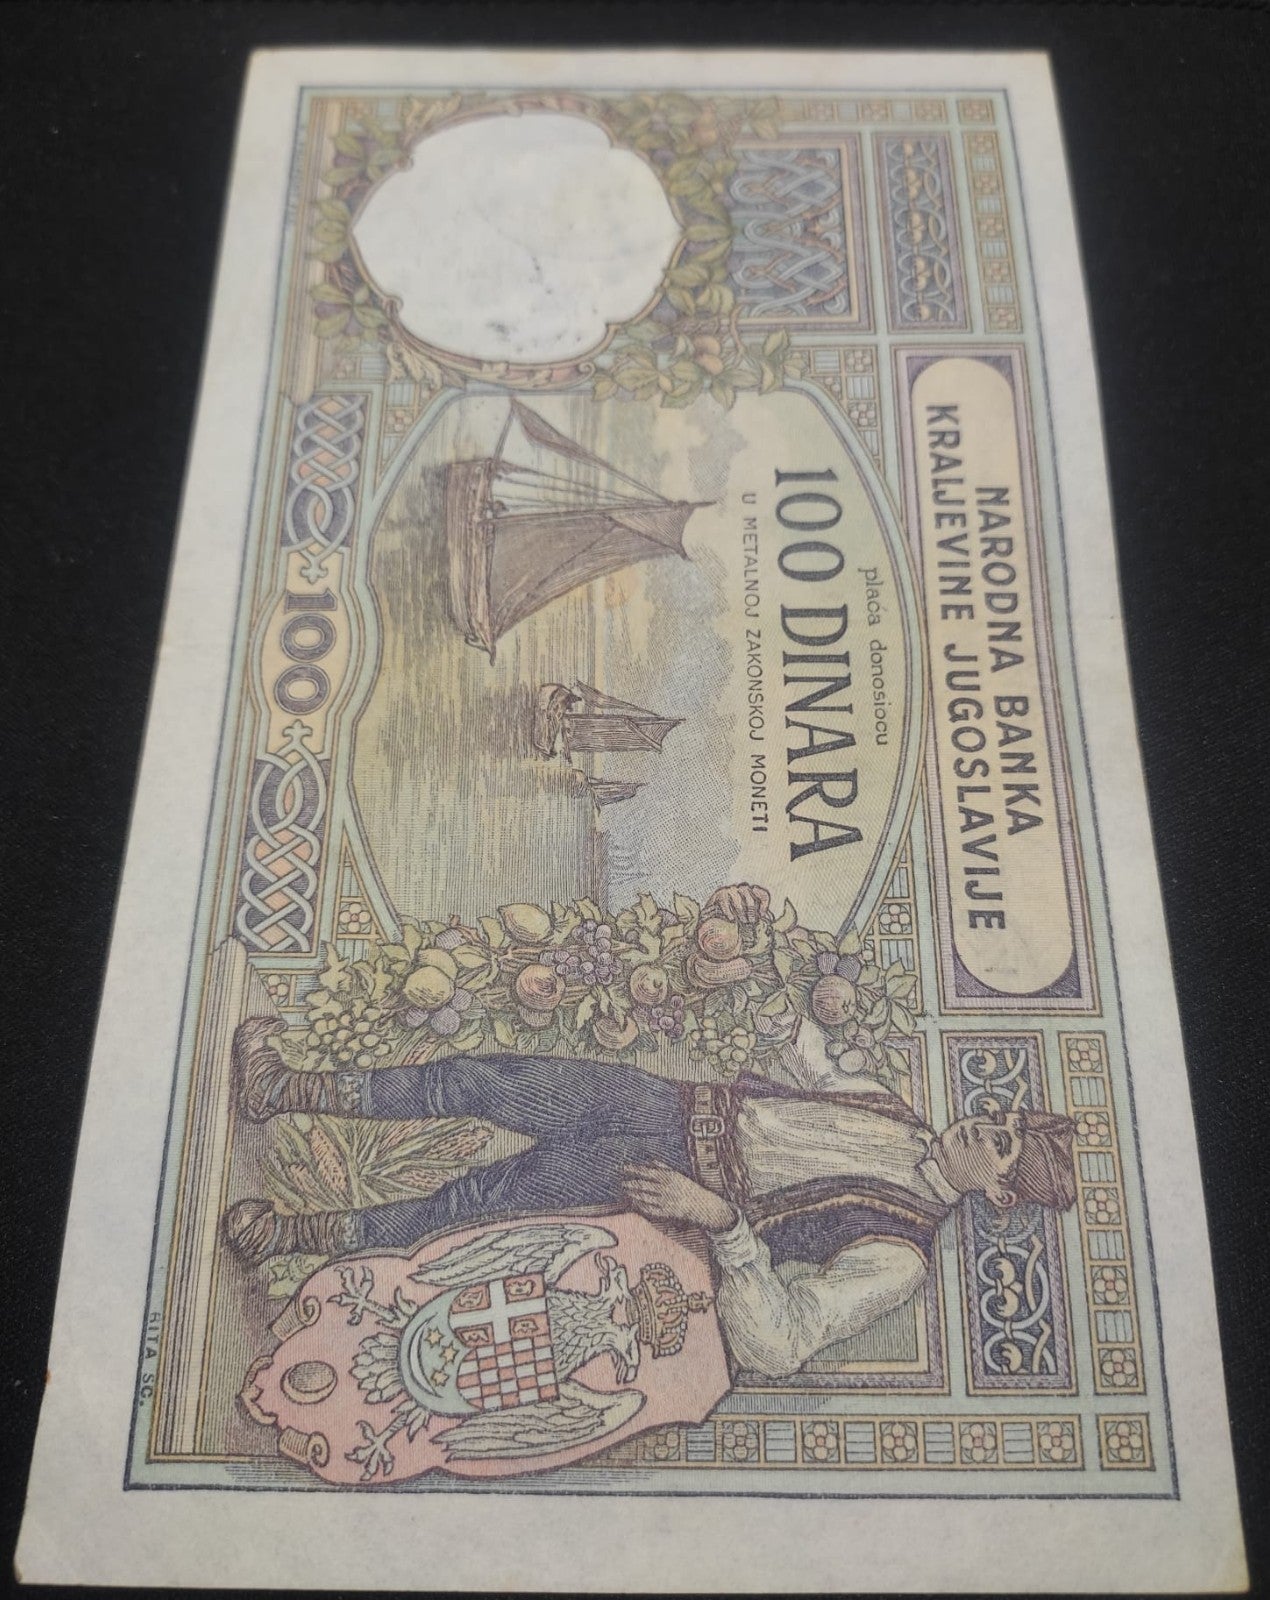 NARODNA BANKA
KRALJEVINE JUGOSLAVIJE
plaća donosiocu
100 DINARA
U METALNOJ ZAKONSKOJ MONETI
100
RITA SC.